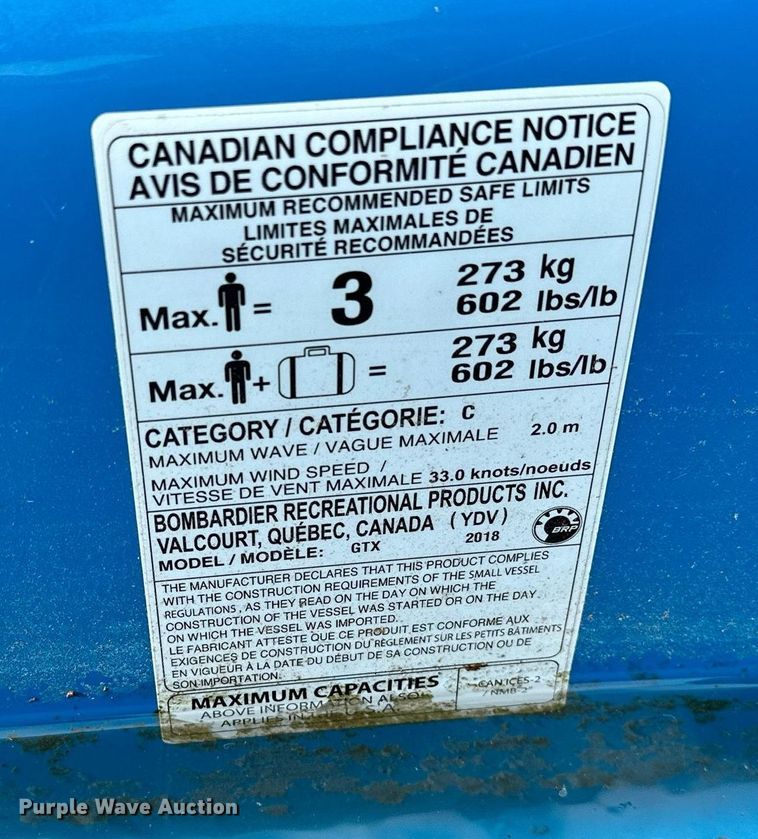 CANADIAN COMPLIANCE NOTICE
AVIS DE CONFORMITÉ CANADIEN
MAXIMUM RECOMMENDED SAFE LIMITS
LIMITES MAXIMALES DE
SÉCURITÉ RECOMMANDÉES
Max. = 3 273 kg
602 lbs/lb
Max. + = 273 kg
602 lbs/lb
CATEGORY / CATÉGORIE: C
MAXIMUM WAVE / VAGUE MAXIMALE 2.0 m
MAXIMUM WIND SPEED /
VITESSE DE VENT MAXIMALE 33.0 knots/noeuds
BOMBARDIER RECREATIONAL PRODUCTS INC.
VALCOURT, QUÉBEC, CANADA (YDV)
MODEL / MODÈLE: GTX 2018
BRP
THE MANUFACTURER DECLARES THAT THIS PRODUCT COMPLIES
WITH THE CONSTRUCTION REQUIREMENTS OF THE SMALL VESSEL
REGULATIONS, AS THEY READ ON THE DAY ON WHICH THE
CONSTRUCTION OF THE VESSEL WAS STARTED OR ON THE DAY
ON WHICH THE VESSEL WAS IMPORTED.
LE FABRICANT ATTESTE QUE CE PRODUIT EST CONFORME AUX
EXIGENCES DE CONSTRUCTION DU RÈGLEMENT SUR LES PETITS BÂTIMENTS
EN VIGUEUR À LA DATE DU DÉBUT DE SA CONSTRUCTION OU DE
SON IMPORTATION.
MAXIMUM CAPACITIES
ABOVE INFORMATION ALSO
APPLIES IN THE U.S.A.
CAN ICES-2
/ NMB-2
Purple Wave Auction